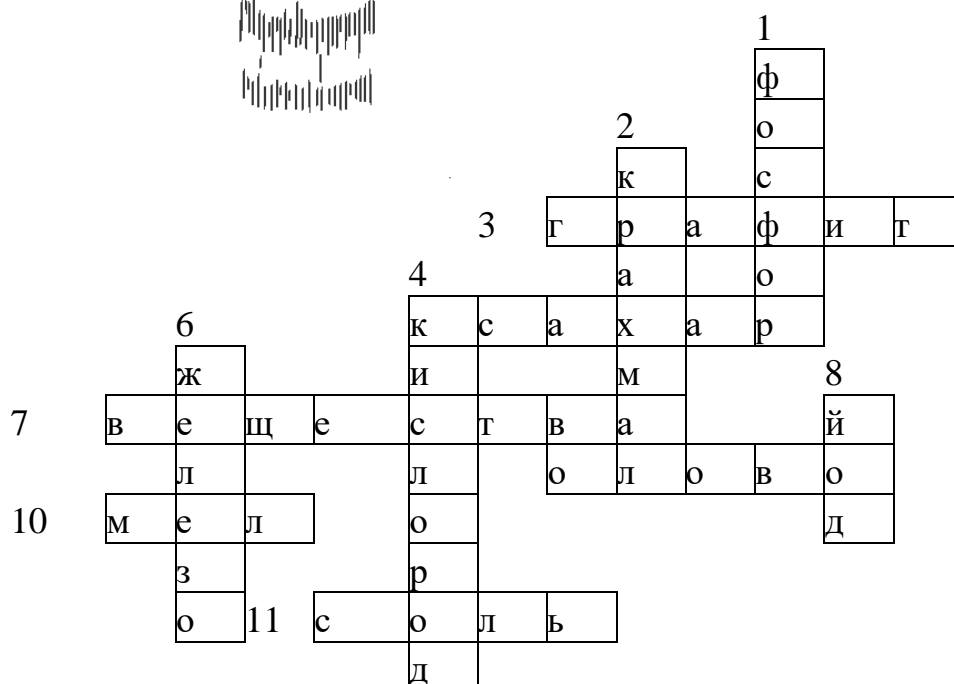 1
ф
2 о
к с
3 г р а ф и т
4 а о
6 к с а х а р
ж и м 8
7 в е щ е с т в а й
л л о л о в о
10 м е л о д
з р
о 11 с о л ь
д